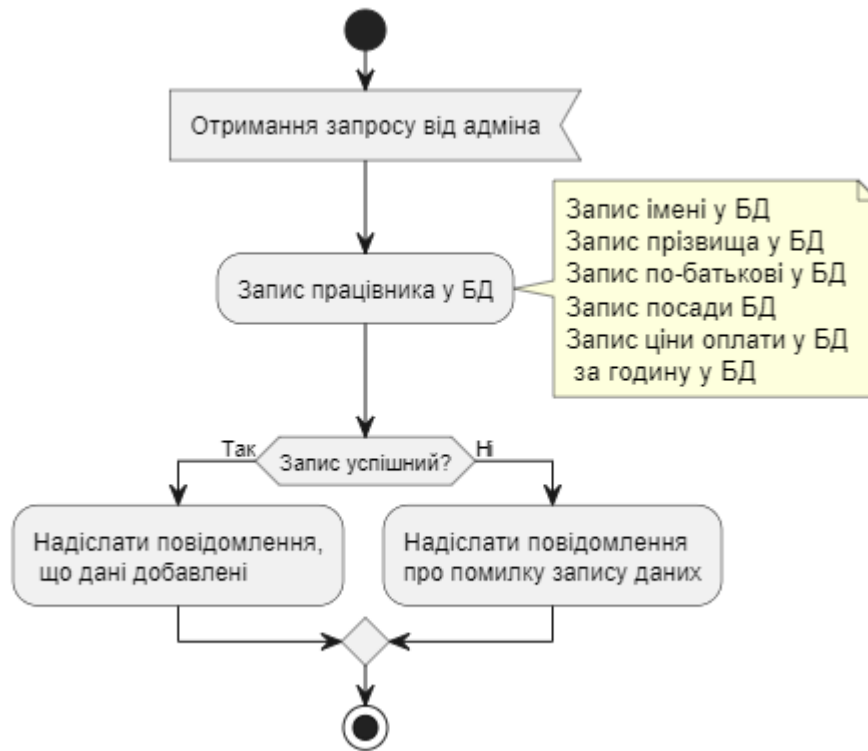 Отримання запросу від адміна
Запис імені у БД
Запис прізвища у БД
Запис по-батькові у БД
Запис посади БД
Запис ціни оплати у БД
за годину у БД
Запис працівника у БД
Так
Запис успішний?
Ні
Надіслати повідомлення,
що дані добавлені
Надіслати повідомлення
про помилку запису даних